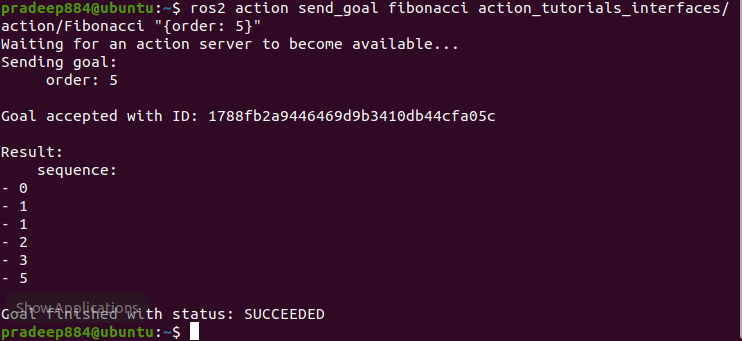 pradeep884@ubuntu:~$ ros2 action send_goal fibonacci action_tutorials_interfaces/
action/Fibonacci "{order: 5}"
Waiting for an action server to become available...
Sending goal:
     order: 5
Goal accepted with ID: 1788fb2a9446469d9b3410db44cfa05c
Result:
    sequence:
- 0
- 1
- 1
- 2
- 3
- 5
Show Applications
Goal finished with status: SUCCEEDED
pradeep884@ubuntu:~$